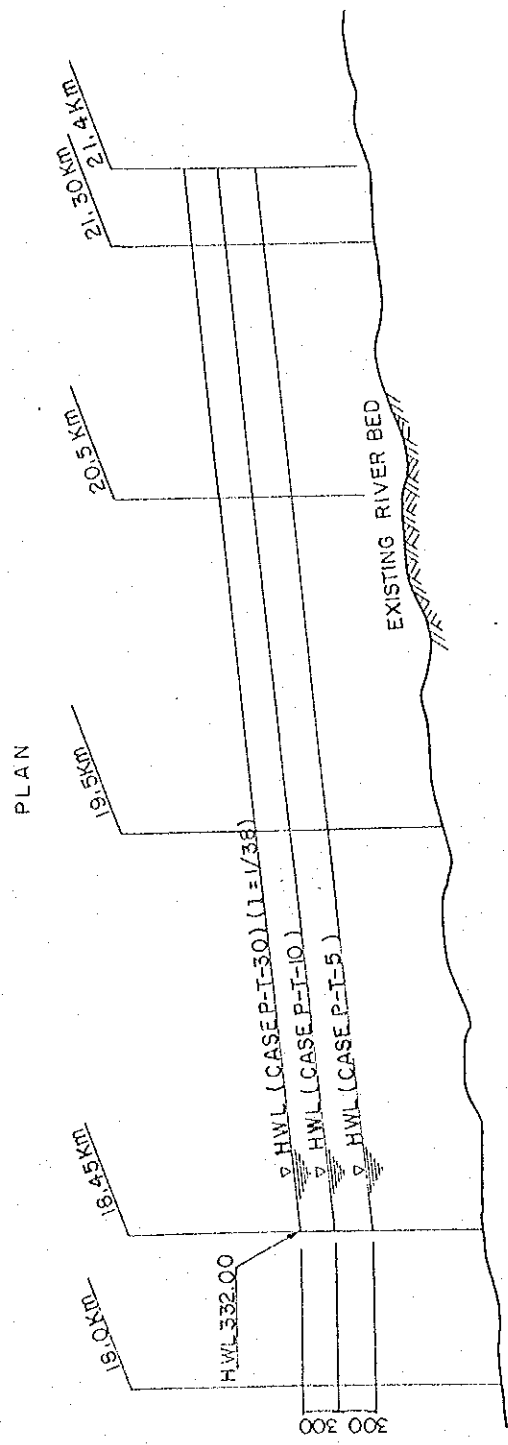 PLAN
18.0Km
18.45Km
19.5Km
20.5Km
21.30Km
21.4Km
HWL 332.00
HWL (CASE P-T-30) (I=1/38)
HWL (CASE P-T-10)
HWL (CASE P-T-5)
300
300
EXISTING RIVER BED